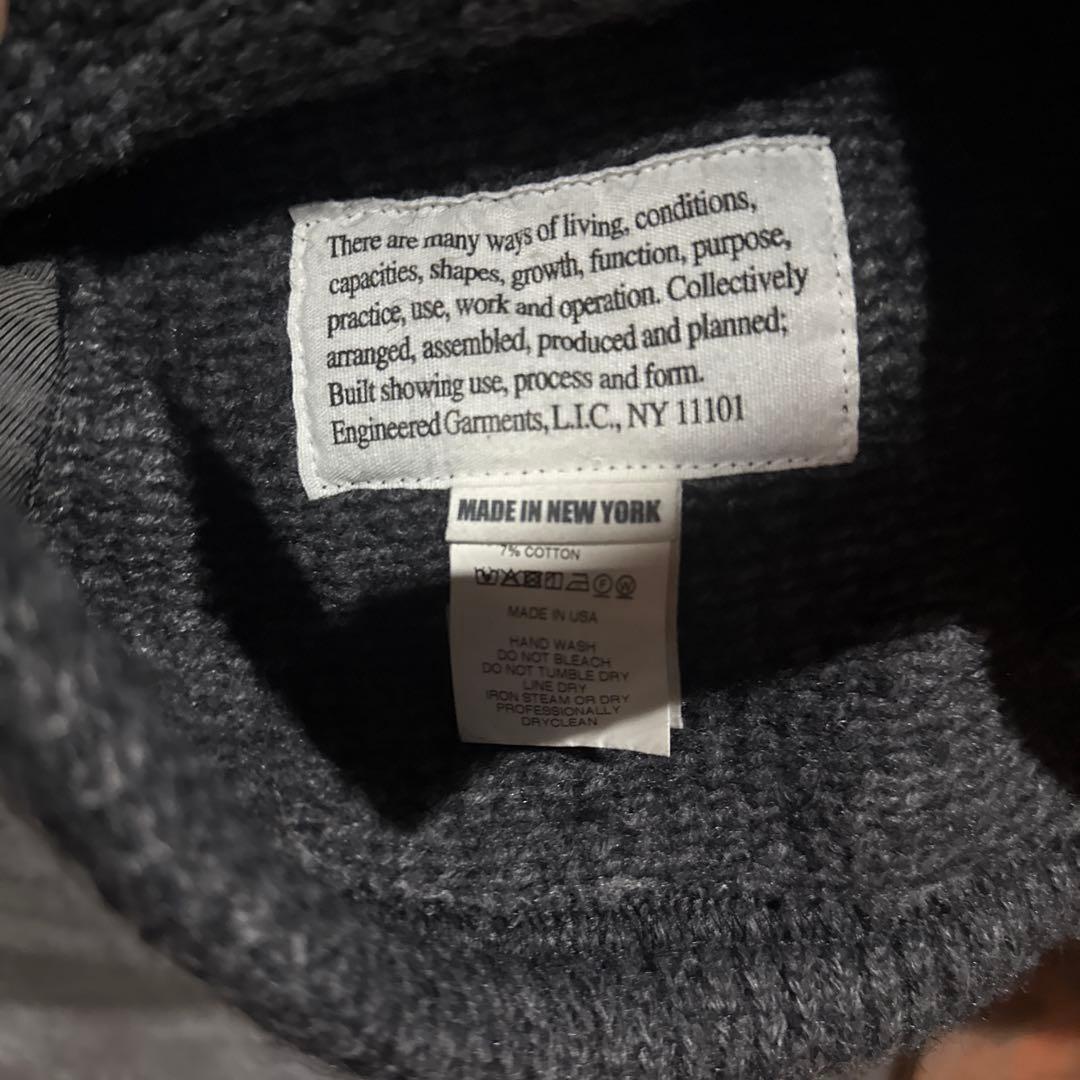 There are many ways of living, conditions,
capacities, shapes, growth, function, purpose,
practice, use, work and operation. Collectively
arranged, assembled, produced and planned;
Built showing use, process and form.
Engineered Garments, L.I.C., NY 11101
MADE IN NEW YORK
7% COTTON
MADE IN USA
HAND WASH
DO NOT BLEACH
DO NOT TUMBLE DRY
LINE DRY
IRON STEAM OR DRY
PROFESSIONALLY
DRYCLEAN